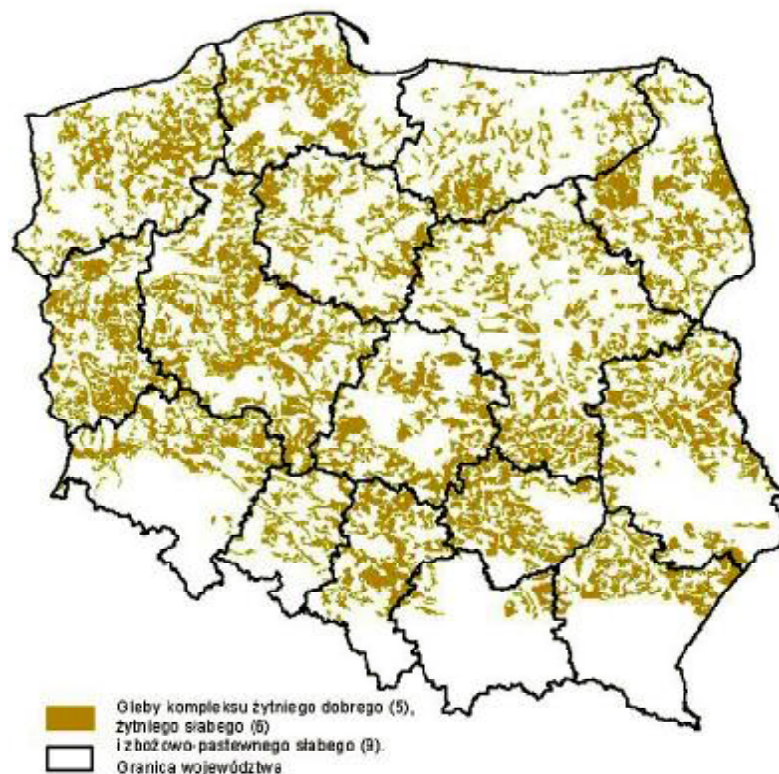 Gleby kompleksu żytniego dobrego (5),
żytniego słabego (6)
i zbożowo-pastewnego słabego (9).
Granica województwa